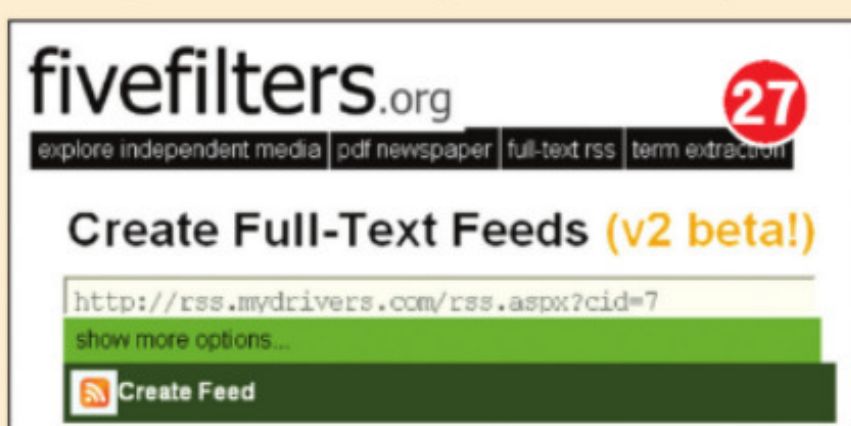 fivefilters.org
27
explore independent media pdf newspaper full-text rss term extraction
Create Full-Text Feeds (v2 beta!)
http://rss.mydrivers.com/rss.aspx?cid=7
show more options...
Create Feed